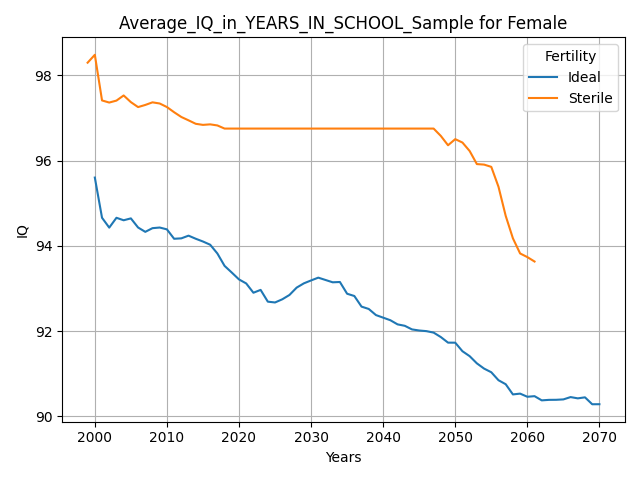 Average_IQ_in_YEARS_IN_SCHOOL_Sample for Female
Fertility
Ideal
Sterile
98
96
94
92
90
IQ
2000 2010 2020 2030 2040 2050 2060 2070
Years